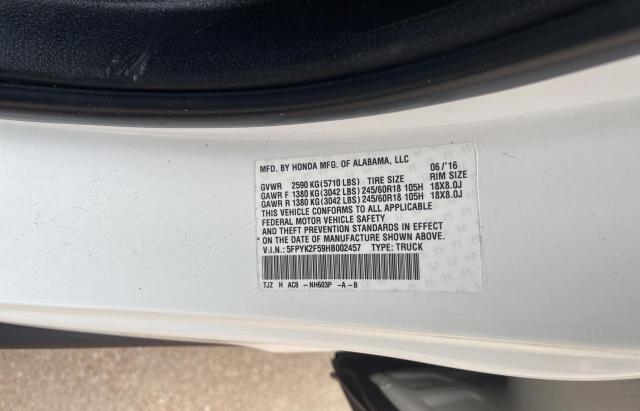 MFD. BY HONDA MFG. OF ALABAMA, LLC 06/'16
GVWR 2590 KG(5710 LBS) TIRE SIZE RIM SIZE
GAWR F 1380 KG(3042 LBS) 245/60R18 105H 18X8.0J
GAWR R 1380 KG(3042 LBS) 245/60R18 105H 18X8.0J
THIS VEHICLE CONFORMS TO ALL APPLICABLE
FEDERAL MOTOR VEHICLE SAFETY
AND THEFT PREVENTION STANDARDS IN EFFECT
ON THE DATE OF MANUFACTURE SHOWN ABOVE.
V.I.N.: 5FPYK2F59HB002457 TYPE: TRUCK
TJZ H AC8 -NH603P -A-B